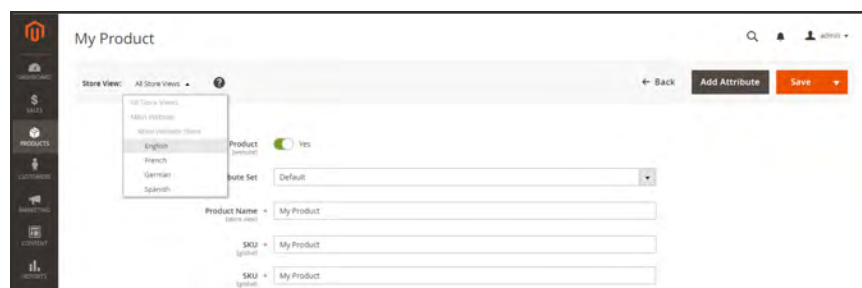 My Product
admin
DASHBOARD
Store View: All Store Views
← Back
Add Attribute
Save
$
SALES
All Store Views
Main Website
Main Website Store
PRODUCTS
English
Product
[website]
Yes
French
CUSTOMERS
German
bute Set
Default
Spanish
MARKETING
Product Name *
[store view]
My Product
CONTENT
SKU *
[global]
My Product
REPORTS
SKU *
[global]
My Product